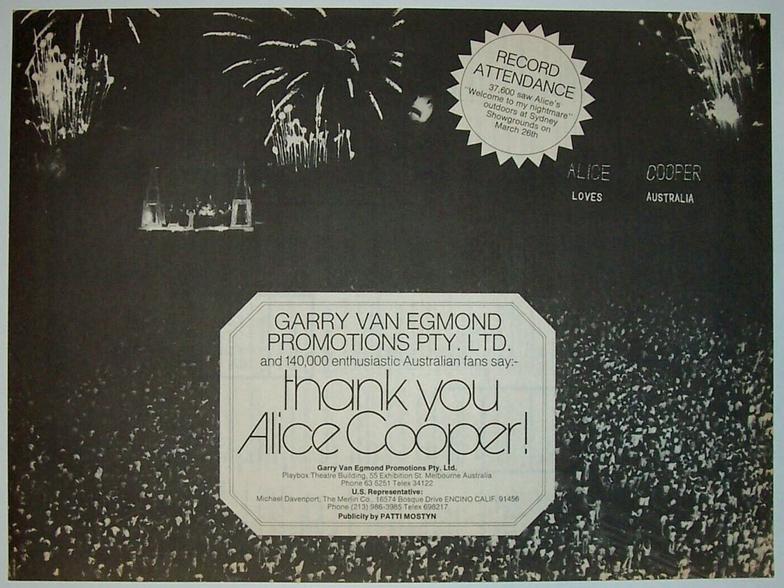 RECORD
ATTENDANCE
37,600 saw Alice's
"Welcome to my nightmare"
outdoors at Sydney
Showgrounds on
March 26th
ALICE COOPER
LOVES AUSTRALIA
GARRY VAN EGMOND
PROMOTIONS PTY. LTD.
and 140,000 enthusiastic Australian fans say:-
thank you
Alice Cooper!
Garry Van Egmond Promotions Pty. Ltd.
Playbox Theatre Building, 55 Exhibition St. Melbourne Australia
Phone 63 6251 Telex 34122
U.S. Representative:
Michael Davenport, The Merlin Co., 16574 Bosque Drive ENCINO CALIF. 91456
Phone (213) 986-3985 Telex 698217
Publicity by PATTI MOSTYN